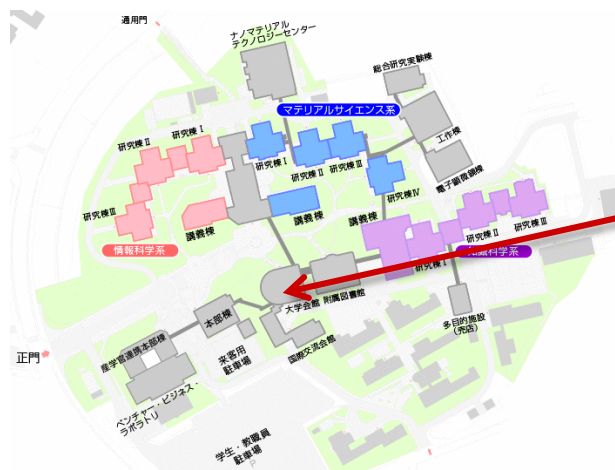 通用門
ナノマテリアル
テクノロジーセンター
総合研究実験棟
マテリアルサイエンス系
研究棟Ⅱ
研究棟Ⅰ
工作棟
研究棟Ⅰ
研究棟Ⅲ
研究棟Ⅱ
電子顕微鏡棟
研究棟Ⅳ
研究棟Ⅲ
講義棟
講義棟
講義棟
研究棟Ⅲ
研究棟Ⅱ
情報科学系
知識科学系
研究棟Ⅰ
大学会館
附属図書館
本部棟
多目的施設
(売店)
国際交流会館
正門
産学官連携本部棟
来客用
駐車場
ベンチャー・ビジネス・
ラボラトリ
学生・教職員
駐車場
P